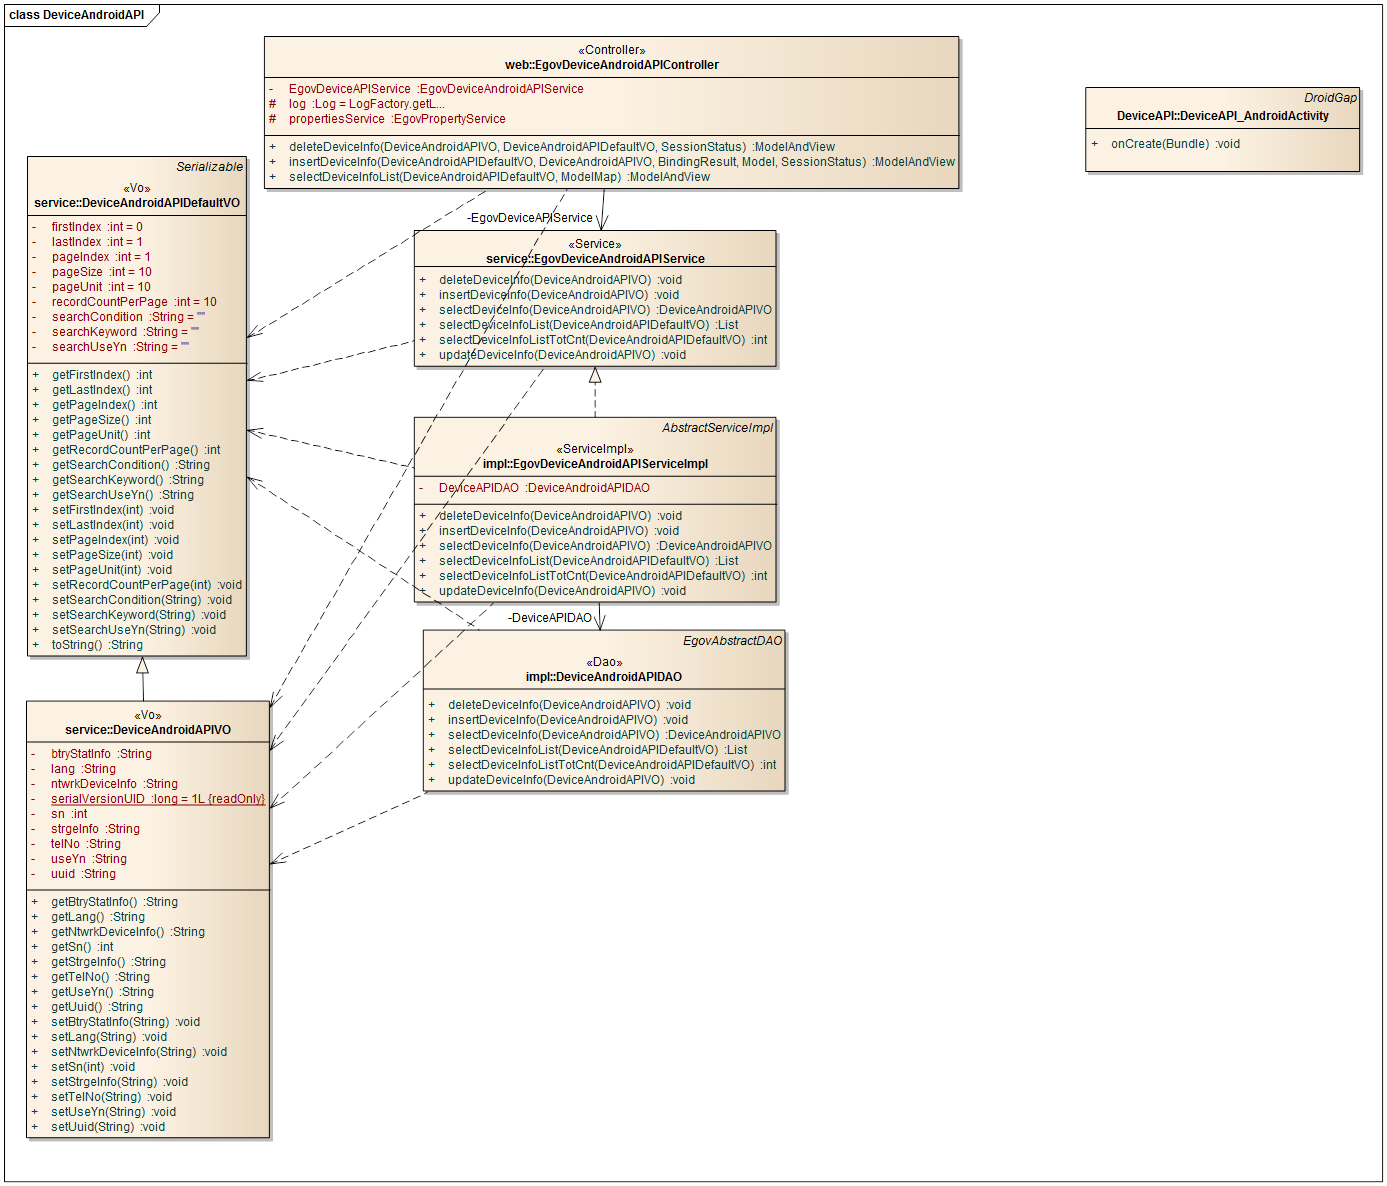 class DeviceAndroidAPI
«Controller»
web::EgovDeviceAndroidAPIController
- EgovDeviceAPIService :EgovDeviceAndroidAPIService
# log :Log = LogFactory.getL...
# propertiesService :EgovPropertyService
+ deleteDeviceInfo(DeviceAndroidAPIVO, DeviceAndroidAPIDefaultVO, SessionStatus) :ModelAndView
+ insertDeviceInfo(DeviceAndroidAPIDefaultVO, DeviceAndroidAPIVO, BindingResult, Model, SessionStatus) :ModelAndView
+ selectDeviceInfoList(DeviceAndroidAPIDefaultVO, ModelMap) :ModelAndView
DroidGap
DeviceAPI::DeviceAPI_AndroidActivity
+ onCreate(Bundle) :void
Serializable
«Vo»
service::DeviceAndroidAPIDefaultVO
- firstIndex :int = 0
- lastIndex :int = 1
- pageIndex :int = 1
- pageSize :int = 10
- pageUnit :int = 10
- recordCountPerPage :int = 10
- searchCondition :String = ""
- searchKeyword :String = ""
- searchUseYn :String = ""
+ getFirstIndex() :int
+ getLastIndex() :int
+ getPageIndex() :int
+ getPageSize() :int
+ getPageUnit() :int
+ getRecordCountPerPage() :int
+ getSearchCondition() :String
+ getSearchKeyword() :String
+ getSearchUseYn() :String
+ setFirstIndex(int) :void
+ setLastIndex(int) :void
+ setPageIndex(int) :void
+ setPageSize(int) :void
+ setPageUnit(int) :void
+ setRecordCountPerPage(int) :void
+ setSearchCondition(String) :void
+ setSearchKeyword(String) :void
+ setSearchUseYn(String) :void
+ toString() :String
-EgovDeviceAPIService
«Service»
service::EgovDeviceAndroidAPIService
+ deleteDeviceInfo(DeviceAndroidAPIVO) :void
+ insertDeviceInfo(DeviceAndroidAPIVO) :void
+ selectDeviceInfo(DeviceAndroidAPIVO) :DeviceAndroidAPIVO
+ selectDeviceInfoList(DeviceAndroidAPIDefaultVO) :List
+ selectDeviceInfoListTotCnt(DeviceAndroidAPIDefaultVO) :int
+ updateDeviceInfo(DeviceAndroidAPIVO) :void
AbstractServiceImpl
«ServiceImpl»
impl::EgovDeviceAndroidAPIServiceImpl
- DeviceAPIDAO :DeviceAndroidAPIDAO
+ deleteDeviceInfo(DeviceAndroidAPIVO) :void
+ insertDeviceInfo(DeviceAndroidAPIVO) :void
+ selectDeviceInfo(DeviceAndroidAPIVO) :DeviceAndroidAPIVO
+ selectDeviceInfoList(DeviceAndroidAPIDefaultVO) :List
+ selectDeviceInfoListTotCnt(DeviceAndroidAPIDefaultVO) :int
+ updateDeviceInfo(DeviceAndroidAPIVO) :void
-DeviceAPIDAO
EgovAbstractDAO
«Dao»
impl::DeviceAndroidAPIDAO
+ deleteDeviceInfo(DeviceAndroidAPIVO) :void
+ insertDeviceInfo(DeviceAndroidAPIVO) :void
+ selectDeviceInfo(DeviceAndroidAPIVO) :DeviceAndroidAPIVO
+ selectDeviceInfoList(DeviceAndroidAPIDefaultVO) :List
+ selectDeviceInfoListTotCnt(DeviceAndroidAPIDefaultVO) :int
+ updateDeviceInfo(DeviceAndroidAPIVO) :void
«Vo»
service::DeviceAndroidAPIVO
- btryStatInfo :String
- lang :String
- ntwrkDeviceInfo :String
- serialVersionUID :long = 1L {readOnly}
- sn :int
- strgeInfo :String
- telNo :String
- useYn :String
- uuid :String
+ getBtryStatInfo() :String
+ getLang() :String
+ getNtwrkDeviceInfo() :String
+ getSn() :int
+ getStrgeInfo() :String
+ getTelNo() :String
+ getUseYn() :String
+ getUuid() :String
+ setBtryStatInfo(String) :void
+ setLang(String) :void
+ setNtwrkDeviceInfo(String) :void
+ setSn(int) :void
+ setStrgeInfo(String) :void
+ setTelNo(String) :void
+ setUseYn(String) :void
+ setUuid(String) :void